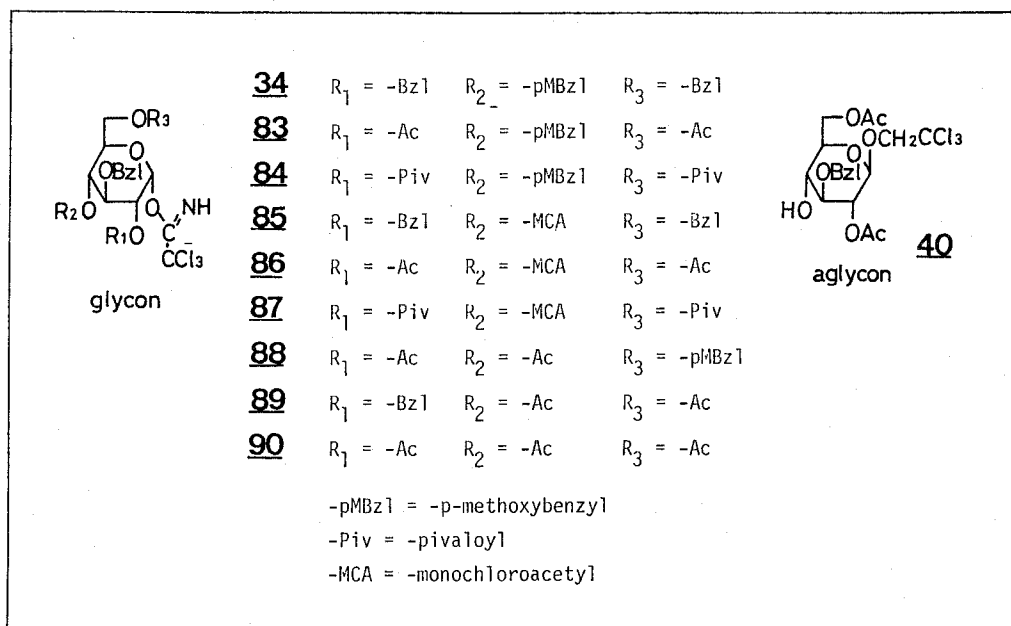 34 R1 = -Bzl R2 = -pMBzl R3 = -Bzl
83 R1 = -Ac R2 = -pMBzl R3 = -Ac
84 R1 = -Piv R2 = -pMBzl R3 = -Piv
85 R1 = -Bzl R2 = -MCA R3 = -Bzl
86 R1 = -Ac R2 = -MCA R3 = -Ac
87 R1 = -Piv R2 = -MCA R3 = -Piv
88 R1 = -Ac R2 = -Ac R3 = -pMBzl
89 R1 = -Bzl R2 = -Ac R3 = -Ac
90 R1 = -Ac R2 = -Ac R3 = -Ac
-pMBzl = -p-methoxybenzyl
-Piv = -pivaloyl
-MCA = -monochloroacetyl
OR3
O
OBzl
R2O
O
NH
R1O
C
CCl3
glycon
OAc
O
OCH2CCl3
OBzl
HO
OAc
40
aglycon